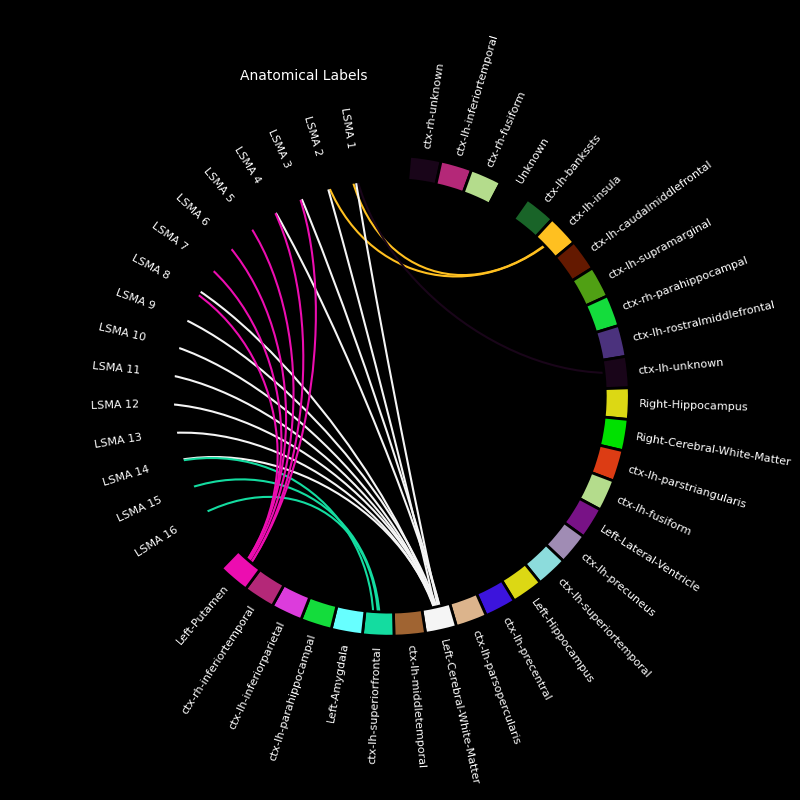 Anatomical Labels
ctx-rh-unknown
ctx-lh-inferiortemporal
ctx-rh-fusiform
Unknown
ctx-lh-bankssts
ctx-lh-insula
ctx-lh-caudalmiddlefrontal
ctx-lh-supramarginal
ctx-rh-parahippocampal
ctx-lh-rostralmiddlefrontal
ctx-lh-unknown
Right-Hippocampus
Right-Cerebral-White-Matter
ctx-lh-parstriangularis
ctx-lh-fusiform
Left-Lateral-Ventricle
ctx-lh-precuneus
ctx-lh-superiortemporal
Left-Hippocampus
ctx-lh-precentral
ctx-lh-parsopercularis
Left-Cerebral-White-Matter
ctx-lh-middletemporal
ctx-lh-superiorfrontal
Left-Amygdala
ctx-lh-parahippocampal
ctx-lh-inferiorparietal
ctx-rh-inferiortemporal
Left-Putamen
LSMA 16
LSMA 15
LSMA 14
LSMA 13
LSMA 12
LSMA 11
LSMA 10
LSMA 9
LSMA 8
LSMA 7
LSMA 6
LSMA 5
LSMA 4
LSMA 3
LSMA 2
LSMA 1